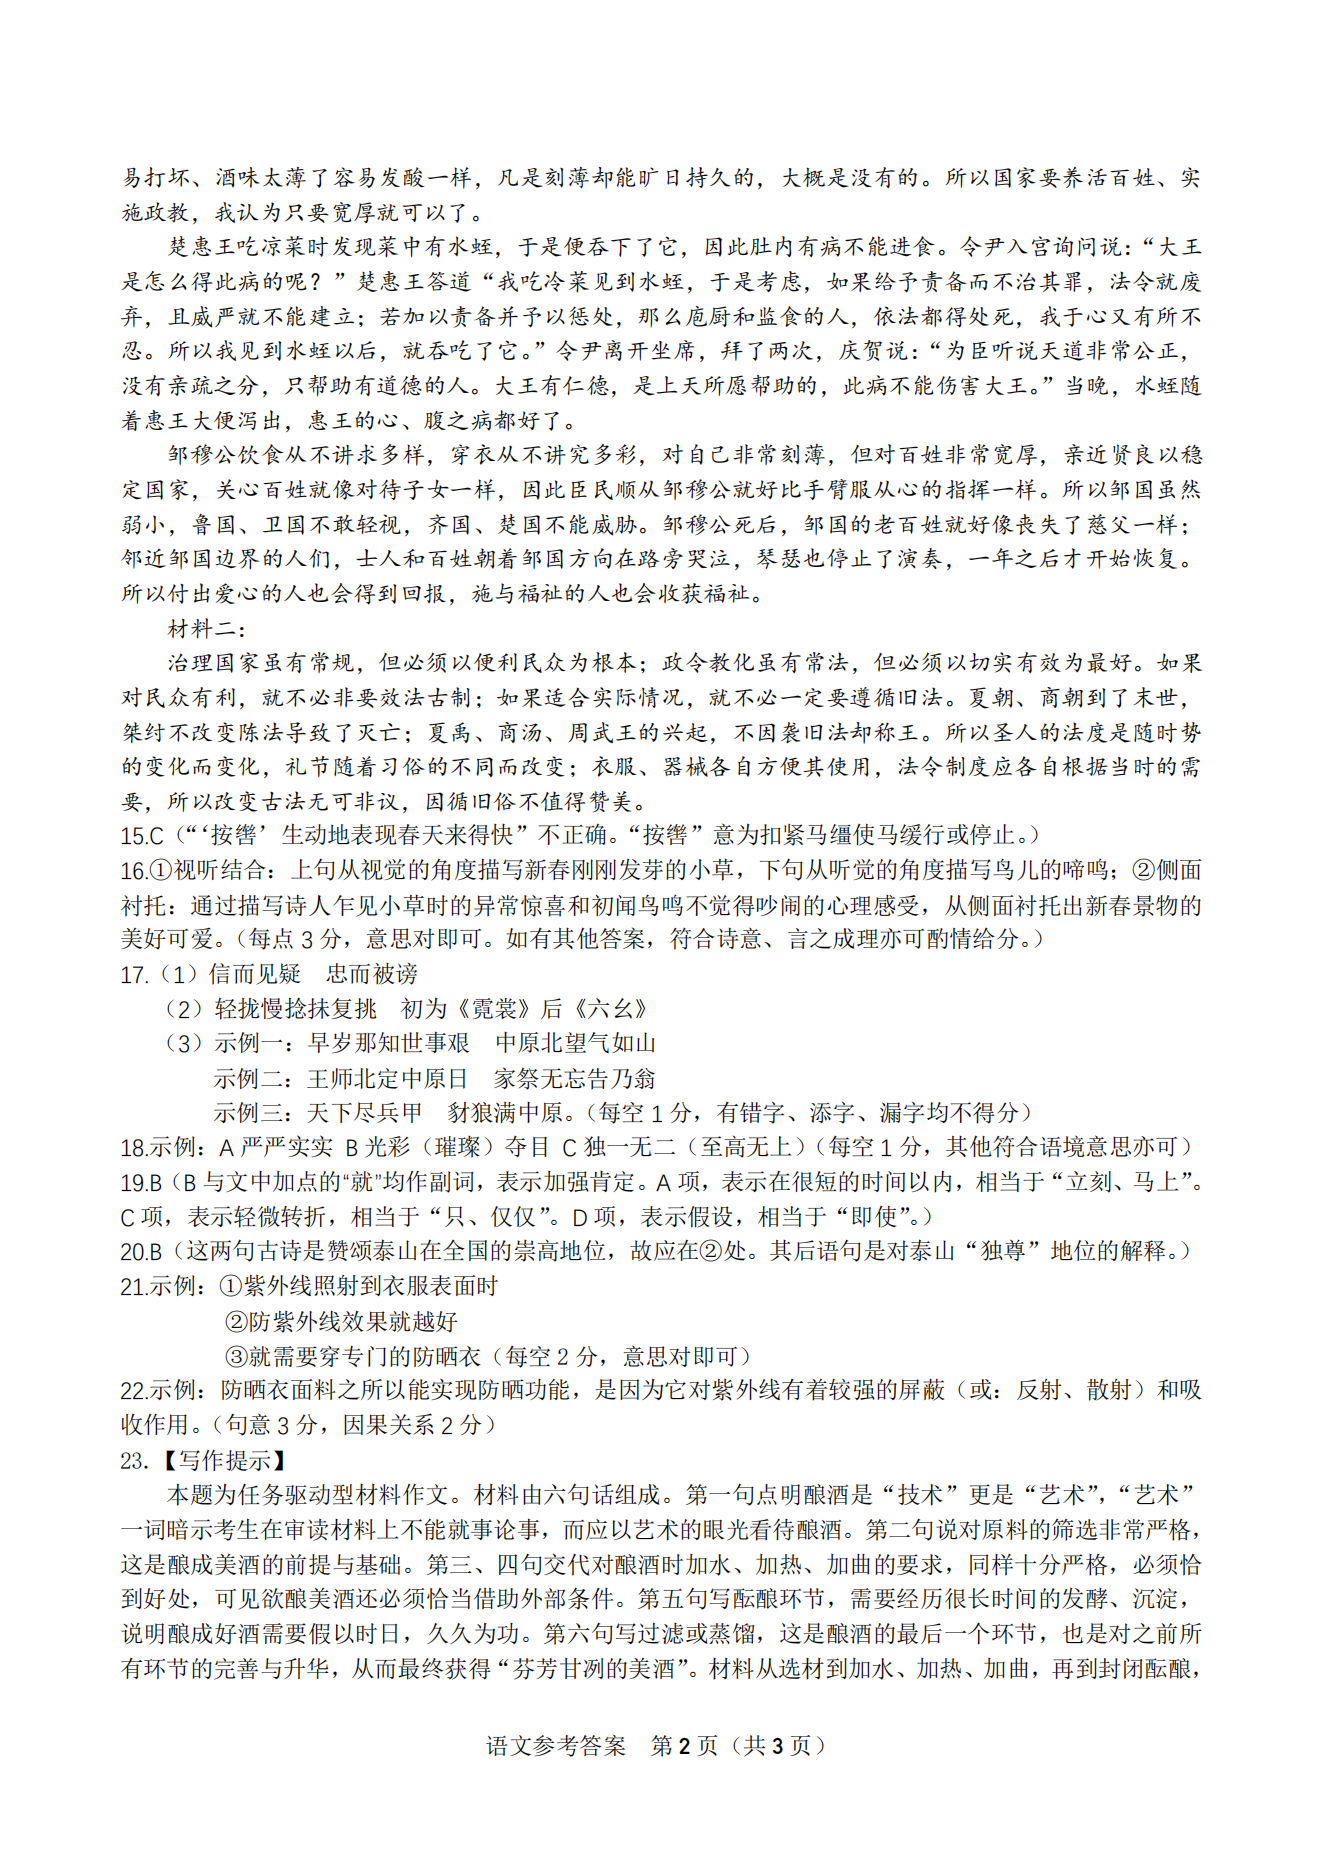 易打坏、酒味太薄了容易发酸一样，凡是刻薄却能旷日持久的，大概是没有的。所以国家要养活百姓、实
施政教，我认为只要宽厚就可以了。
楚惠王吃凉菜时发现菜中有水蛭，于是便吞下了它，因此肚内有病不能进食。令尹入宫询问说：“大王
是怎么得此病的呢？”楚惠王答道“我吃冷菜见到水蛭，于是考虑，如果给予责备而不治其罪，法令就废
弃，且威严就不能建立；若加以责备并予以惩处，那么庖厨和监食的人，依法都得处死，我于心又有所不
忍。所以我见到水蛭以后，就吞吃了它。”令尹离开坐席，拜了两次，庆贺说：“为臣听说天道非常公正，
没有亲疏之分，只帮助有道德的人。大王有仁德，是上天所愿帮助的，此病不能伤害大王。”当晚，水蛭随
着惠王大便泻出，惠王的心、腹之病都好了。
邹穆公饮食从不讲求多样，穿衣从不讲究多彩，对自己非常刻薄，但对百姓非常宽厚，亲近贤良以稳
定国家，关心百姓就像对待子女一样，因此臣民顺从邹穆公就好比手臂服从心的指挥一样。所以邹国虽然
弱小，鲁国、卫国不敢轻视，齐国、楚国不能威胁。邹穆公死后，邹国的老百姓就好像丧失了慈父一样；
邻近邹国边界的人们，士人和百姓朝着邹国方向在路旁哭泣，琴瑟也停止了演奏，一年之后才开始恢复。
所以付出爱心的人也会得到回报，施与福祉的人也会收获福祉。
材料二：
治理国家虽有常规，但必须以便利民众为根本；政令教化虽有常法，但必须以切实有效为最好。如果
对民众有利，就不必非要效法古制；如果适合实际情况，就不必一定要遵循旧法。夏朝、商朝到了末世，
桀纣不改变陈法导致了灭亡；夏禹、商汤、周武王的兴起，不因袭旧法却称王。所以圣人的法度是随时势
的变化而变化，礼节随着习俗的不同而改变；衣服、器械各自方便其使用，法令制度应各自根据当时的需
要，所以改变古法无可非议，因循旧俗不值得赞美。
15.C（“‘按辔’生动地表现春天来得快”不正确。“按辔”意为扣紧马缰使马缓行或停止。）
16.①视听结合：上句从视觉的角度描写新春刚刚发芽的小草，下句从听觉的角度描写鸟儿的啼鸣；②侧面
衬托：通过描写诗人乍见小草时的异常惊喜和初闻鸟鸣不觉得吵闹的心理感受，从侧面衬托出新春景物的
美好可爱。（每点 3 分，意思对即可。如有其他答案，符合诗意、言之成理亦可酌情给分。）
17.（1）信而见疑　忠而被谤
（2）轻拢慢捻抹复挑　初为《霓裳》后《六幺》
（3）示例一：早岁那知世事艰　中原北望气如山
示例二：王师北定中原日　家祭无忘告乃翁
示例三：天下尽兵甲　豺狼满中原。（每空 1 分，有错字、添字、漏字均不得分）
18.示例：A 严严实实 B 光彩（璀璨）夺目 C 独一无二（至高无上）（每空 1 分，其他符合语境意思亦可）
19.B（B 与文中加点的“就”均作副词，表示加强肯定。A 项，表示在很短的时间以内，相当于“立刻、马上”。
C 项，表示轻微转折，相当于“只、仅仅”。D 项，表示假设，相当于“即使”。）
20.B（这两句古诗是赞颂泰山在全国的崇高地位，故应在②处。其后语句是对泰山“独尊”地位的解释。）
21.示例：①紫外线照射到衣服表面时
②防紫外线效果就越好
③就需要穿专门的防晒衣（每空 2 分，意思对即可）
22.示例：防晒衣面料之所以能实现防晒功能，是因为它对紫外线有着较强的屏蔽（或：反射、散射）和吸
收作用。（句意 3 分，因果关系 2 分）
23.【写作提示】
本题为任务驱动型材料作文。材料由六句话组成。第一句点明酿酒是“技术”更是“艺术”，“艺术”
一词暗示考生在审读材料上不能就事论事，而应以艺术的眼光看待酿酒。第二句说对原料的筛选非常严格，
这是酿成美酒的前提与基础。第三、四句交代对酿酒时加水、加热、加曲的要求，同样十分严格，必须恰
到好处，可见欲酿美酒还必须恰当借助外部条件。第五句写酝酿环节，需要经历很长时间的发酵、沉淀，
说明酿成好酒需要假以时日，久久为功。第六句写过滤或蒸馏，这是酿酒的最后一个环节，也是对之前所
有环节的完善与升华，从而最终获得“芬芳甘冽的美酒”。材料从选材到加水、加热、加曲，再到封闭酝酿，
语文参考答案　第 2 页（共 3 页）